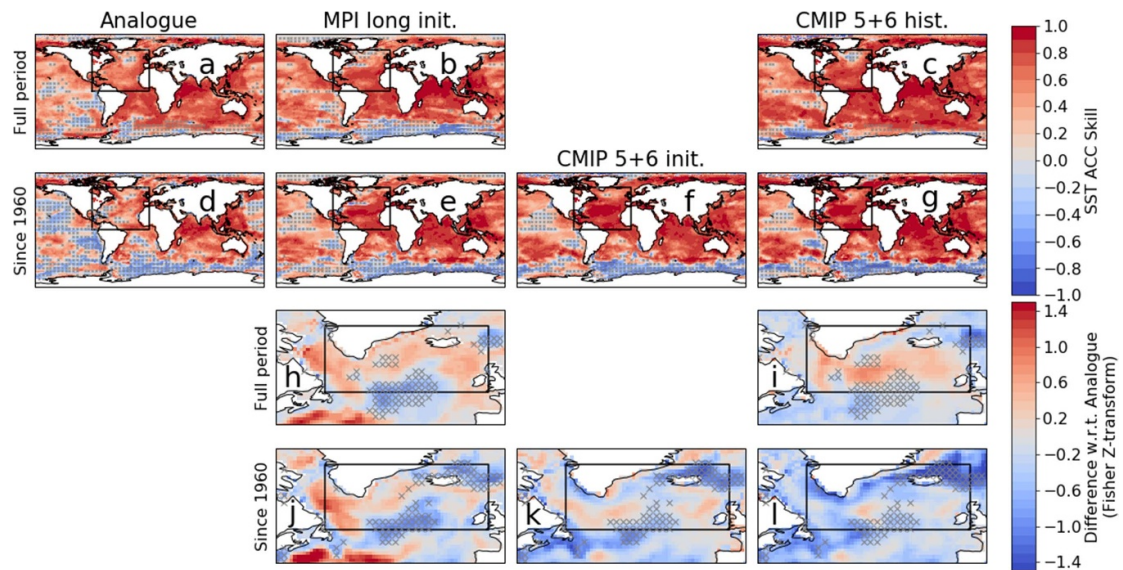 Analogue
MPI long init.
CMIP 5+6 hist.
Full period
a
b
c
CMIP 5+6 init.
Since 1960
d
e
f
g
1.0
0.8
0.6
0.4
0.2
0.0
−0.2
−0.4
−0.6
−0.8
−1.0
SST ACC Skill
Full period
h
i
Since 1960
j
k
l
1.4
1.0
0.6
0.2
−0.2
−0.6
−1.0
−1.4
Difference w.r.t. Analogue
(Fisher Z-transform)